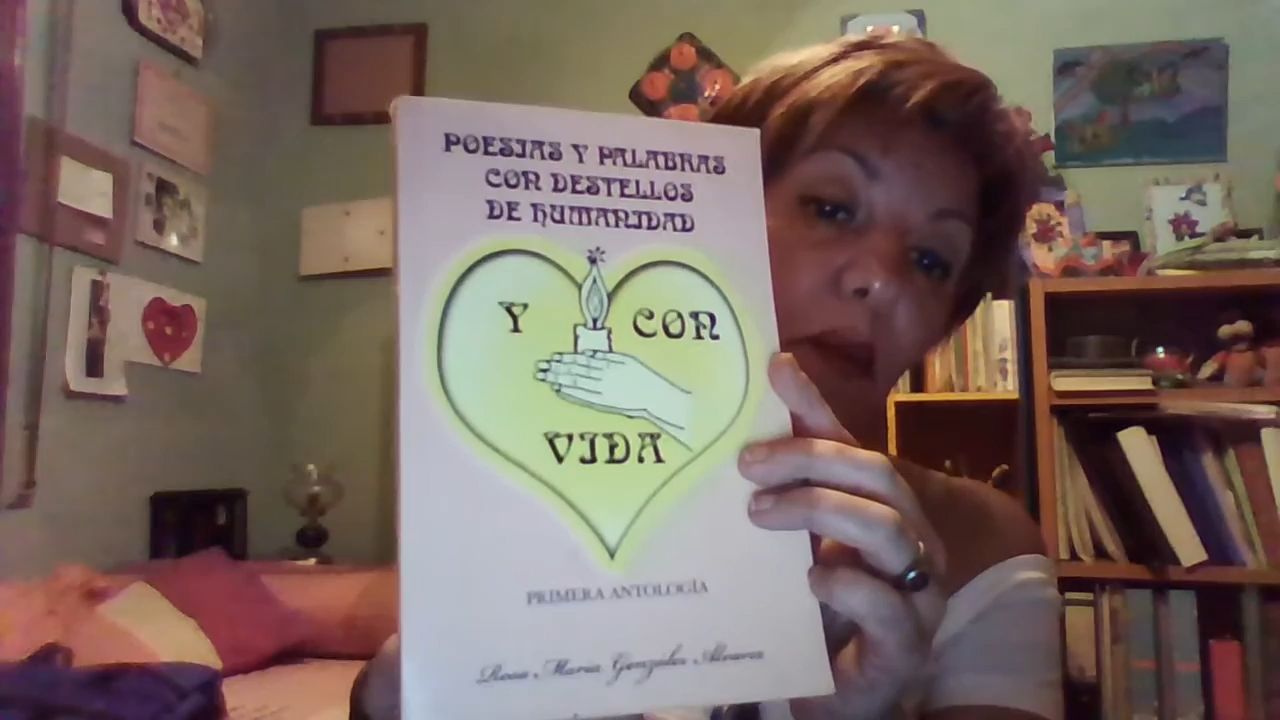 POESIAS Y PALABRAS
CON DESTELLOS
DE HUMANIDAD
Y CON
VIDA
PRIMERA ANTOLOGÍA
Rosa María González Álvarez